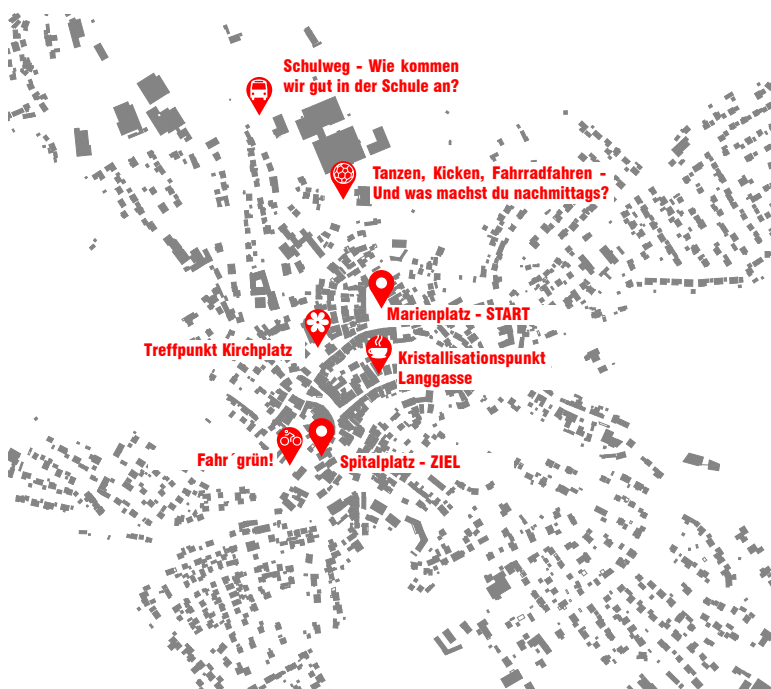 Schulweg - Wie kommen
wir gut in der Schule an?
Tanzen, Kicken, Fahrradfahren -
Und was machst du nachmittags?
Marienplatz - START
Treffpunkt Kirchplatz
Kristallisationspunkt
Langgasse
Fahr´grün!
Spitalplatz - ZIEL